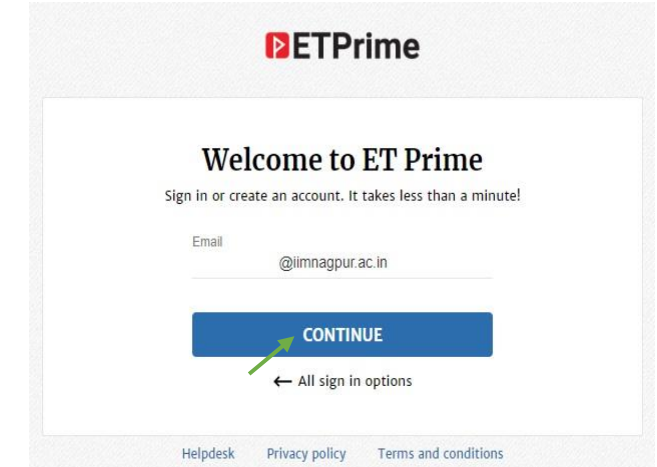 ETPrime
Welcome to ET Prime
Sign in or create an account. It takes less than a minute!
Email
@iimnagpur.ac.in
CONTINUE
← All sign in options
Helpdesk Privacy policy Terms and conditions